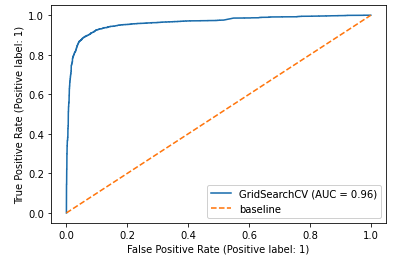 1.0
0.8
0.6
0.4
0.2
0.0
True Positive Rate (Positive label: 1)
GridSearchCV (AUC = 0.96)
baseline
0.0 0.2 0.4 0.6 0.8 1.0
False Positive Rate (Positive label: 1)